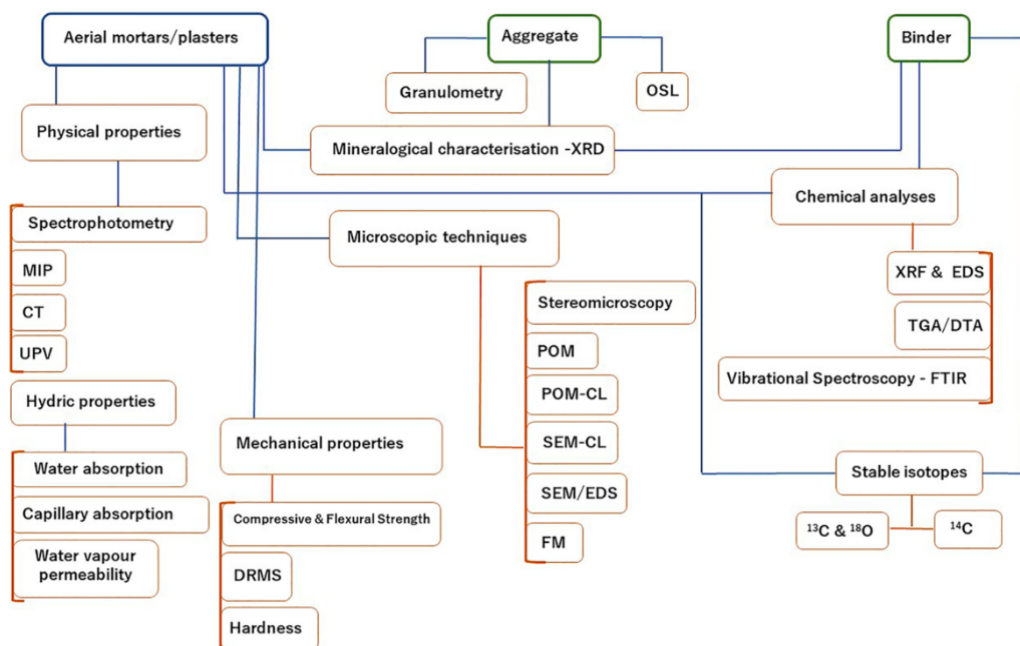 Aerial mortars/plasters
Aggregate
Binder
Granulometry
OSL
Physical properties
Mineralogical characterisation -XRD
Chemical analyses
Spectrophotometry
Microscopic techniques
MIP
XRF & EDS
CT
Stereomicroscopy
TGA/DTA
UPV
POM
Vibrational Spectroscopy - FTIR
Hydric properties
POM-CL
Mechanical properties
SEM-CL
Water absorption
Stable isotopes
SEM/EDS
Capillary absorption
Compressive & Flexural Strength
¹³C & ¹⁸O
¹⁴C
FM
Water vapour
permeability
DRMS
Hardness